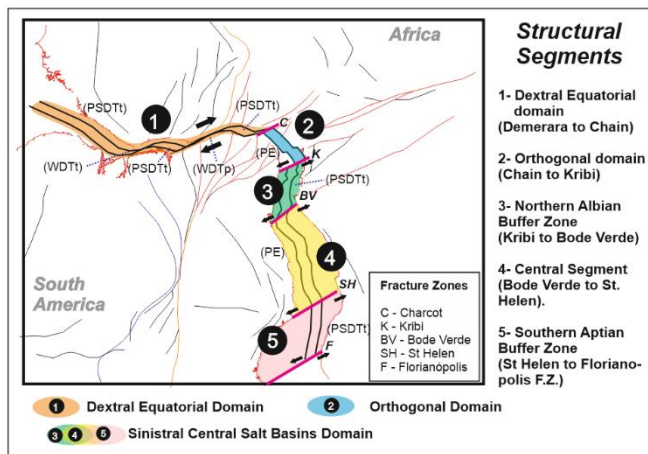 Africa
South
America
(PSDTt)
1
(WDTt)
(PSDTt)
(WDTp)
(PSDTt)
C
2
(PE)
K
3
(PSDTt)
BV
(PE)
4
SH
(PSDTt)
5
F
Fracture Zones
C - Charcot
K - Kribi
BV - Bode Verde
SH - St Helen
F - Florianópolis
Structural
Segments
1- Dextral Equatorial
domain
(Demerara to Chain)
2- Orthogonal domain
(Chain to Kribi)
3- Northern Albian
Buffer Zone
(Kribi to Bode Verde)
4- Central Segment
(Bode Verde to St.
Helen).
5- Southern Aptian
Buffer Zone
(St Helen to Floriano-
polis F.Z.)
1 Dextral Equatorial Domain
2 Orthogonal Domain
3 4 5 Sinistral Central Salt Basins Domain